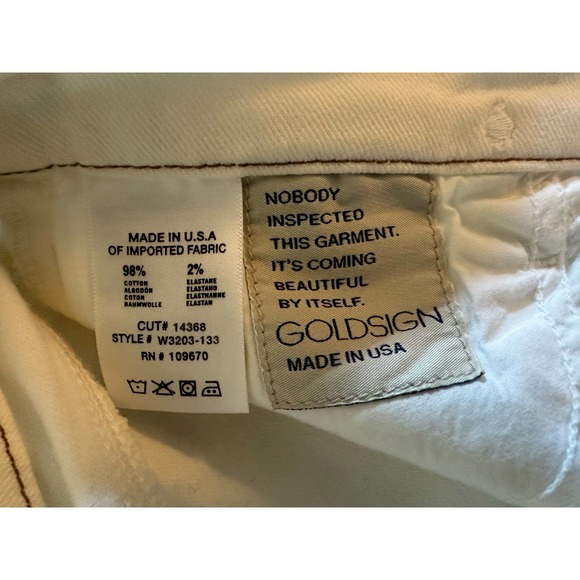 MADE IN U.S.A
OF IMPORTED FABRIC
98% 2%
COTTON ELASTANE
ALGODÓN ELASTANO
COTON ELASTHANNE
BAUMWOLLE ELASTAN
CUT# 14368
STYLE # W3203-133
RN # 109670
NOBODY
INSPECTED
THIS GARMENT.
IT'S COMING
BEAUTIFUL
BY ITSELF.
GOLDSIGN
MADE IN USA